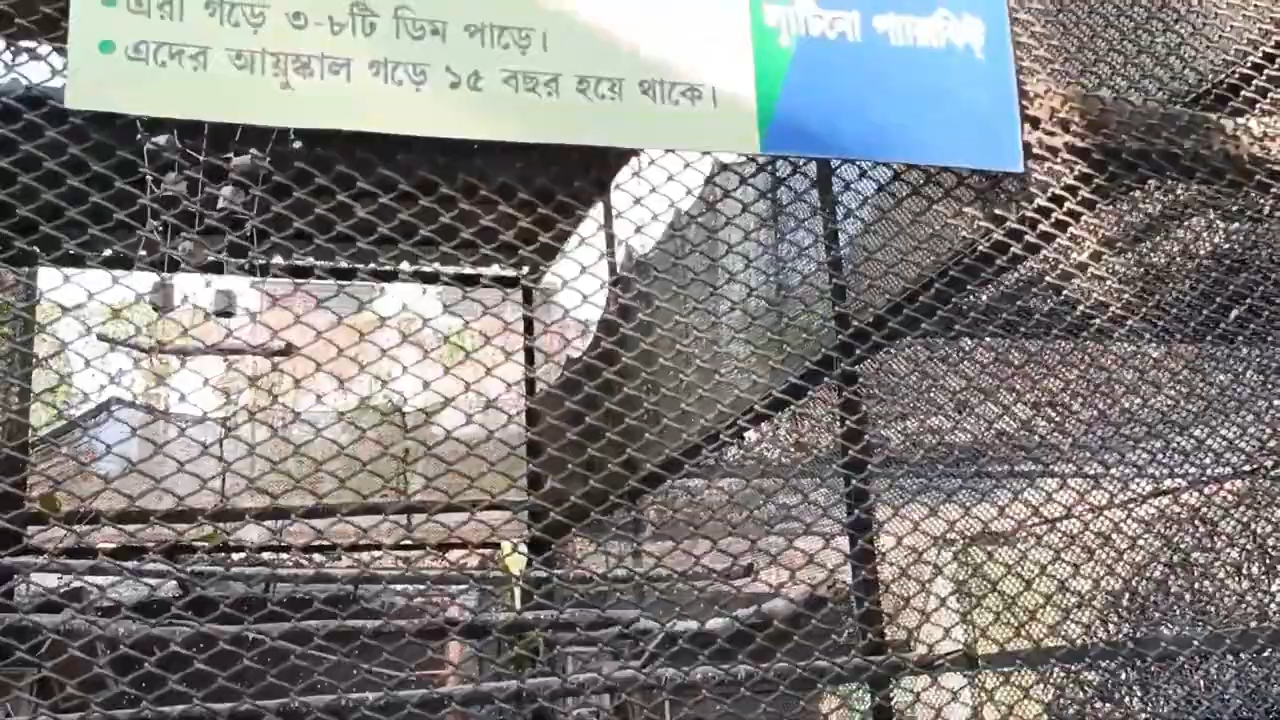 এরা গড়ে ৩-৮টি ডিম পাড়ে।
এদের আয়ুষ্কাল গড়ে ১৫ বছর হয়ে থাকে।